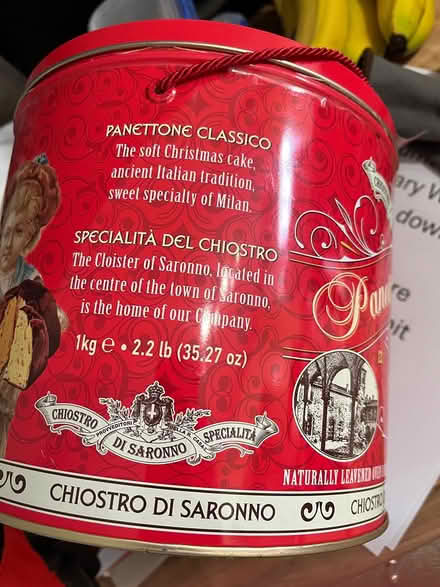 PANETTONE CLASSICO
The soft Christmas cake,
ancient Italian tradition,
sweet specialty of Milan.
SPECIALITÀ DEL CHIOSTRO
The Cloister of Saronno, located in
the centre of the town of Saronno,
is the home of our Company.
1kg ℮ • 2.2 lb (35.27 oz)
CHIOSTRO
DI SARONNO
SPECIALITÀ
NATURALLY LEAVENED
CHIOSTRO DI SARONNO
CHIOSTRO
down